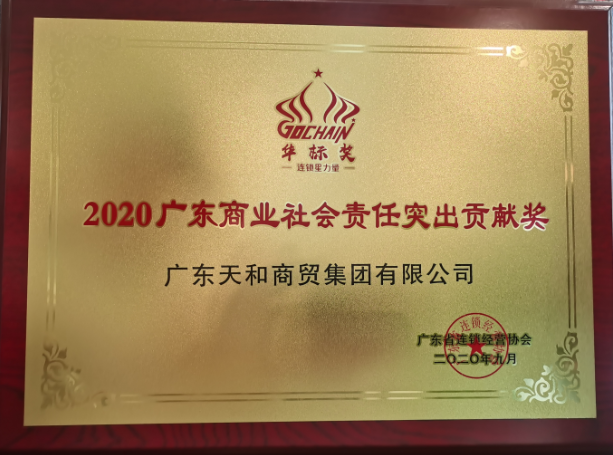 GOCHAIN
华标奖
连锁星力量
2020广东商业社会责任突出贡献奖
广东天和商贸集团有限公司
广东省连锁经营协会
二〇二〇年九月